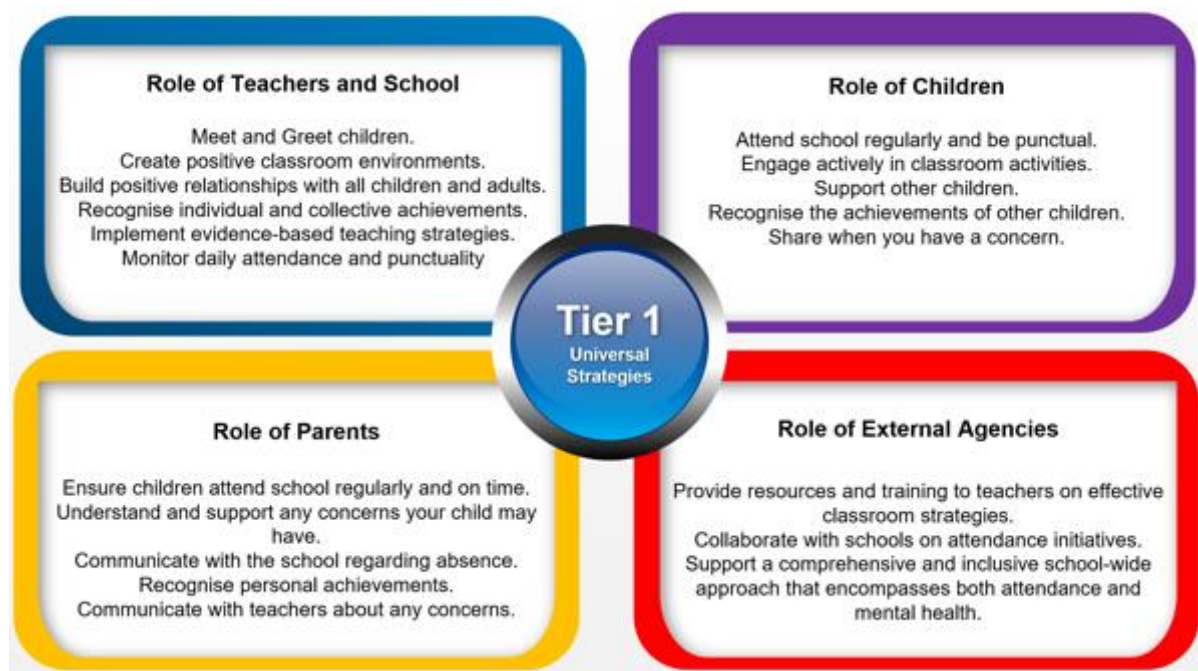 Role of Teachers and School
Meet and Greet children.
Create positive classroom environments.
Build positive relationships with all children and adults.
Recognise individual and collective achievements.
Implement evidence-based teaching strategies.
Monitor daily attendance and punctuality
Role of Children
Attend school regularly and be punctual.
Engage actively in classroom activities.
Support other children.
Recognise the achievements of other children.
Share when you have a concern.
Tier 1
Universal
Strategies
Role of Parents
Ensure children attend school regularly and on time.
Understand and support any concerns your child may
have.
Communicate with the school regarding absence.
Recognise personal achievements.
Communicate with teachers about any concerns.
Role of External Agencies
Provide resources and training to teachers on effective
classroom strategies.
Collaborate with schools on attendance initiatives.
Support a comprehensive and inclusive school-wide
approach that encompasses both attendance and
mental health.